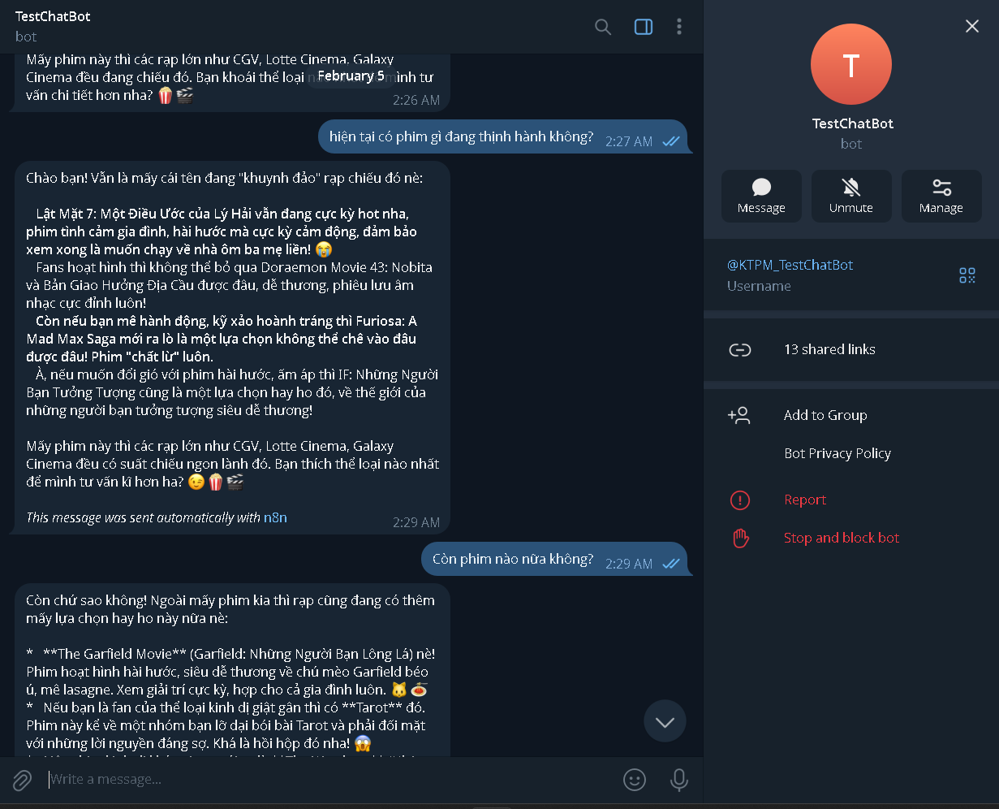 TestChatBot
bot
Mấy phim này thì các rạp lớn như CGV, Lotte Cinema, Galaxy
Cinema đều đang chiếu đó. Bạn khoái thể loại mình tư
February 5
vấn chi tiết hơn nha? 🍿🎬
2:26 AM
hiện tại có phim gì đang thịnh hành không?
2:27 AM
Chào bạn! Vẫn là mấy cái tên đang "khuynh đảo" rạp chiếu đó nè:
Lật Mặt 7: Một Điều Ước của Lý Hải vẫn đang cực kỳ hot nha,
phim tình cảm gia đình, hài hước mà cực kỳ cảm động, đảm bảo
xem xong là muốn chạy về nhà ôm ba mẹ liền! 😭
Fans hoạt hình thì không thể bỏ qua Doraemon Movie 43: Nobita
và Bản Giao Hưởng Địa Cầu được đâu, dễ thương, phiêu lưu âm
nhạc cực đỉnh luôn!
Còn nếu bạn mê hành động, kỹ xảo hoành tráng thì Furiosa: A
Mad Max Saga mới ra lò là một lựa chọn không thể chê vào đâu
được đâu! Phim "chất lừ" luôn.
À, nếu muốn đổi gió với phim hài hước, ấm áp thì IF: Những Người
Bạn Tưởng Tượng cũng là một lựa chọn hay ho đó, về thế giới của
những người bạn tưởng tượng siêu dễ thương!
Mấy phim này thì các rạp lớn như CGV, Lotte Cinema, Galaxy
Cinema đều có suất chiếu ngon lành đó. Bạn thích thể loại nào nhất
để mình tư vấn kĩ hơn ha? 😉🍿🎬
This message was sent automatically with n8n
2:29 AM
Còn phim nào nữa không?
2:29 AM
Còn chứ sao không! Ngoài mấy phim kia thì rạp cũng đang có thêm
mấy lựa chọn hay ho này nữa nè:
* **The Garfield Movie** (Garfield: Những Người Bạn Lông Lá) nè!
Phim hoạt hình hài hước, siêu dễ thương về chú mèo Garfield béo
ú, mê lasagne. Xem giải trí cực kỳ, hợp cho cả gia đình luôn. 🐱🍝
* Nếu bạn là fan của thể loại kinh dị giật gân thì có **Tarot** đó.
Phim này kể về một nhóm bạn lỡ dại bói bài Tarot và phải đối mặt
với những lời nguyền đáng sợ. Khá là hồi hộp đó nha! 😱
Write a message...
T
TestChatBot
bot
Message
Unmute
Manage
@KTPM_TestChatBot
Username
13 shared links
Add to Group
Bot Privacy Policy
Report
Stop and block bot